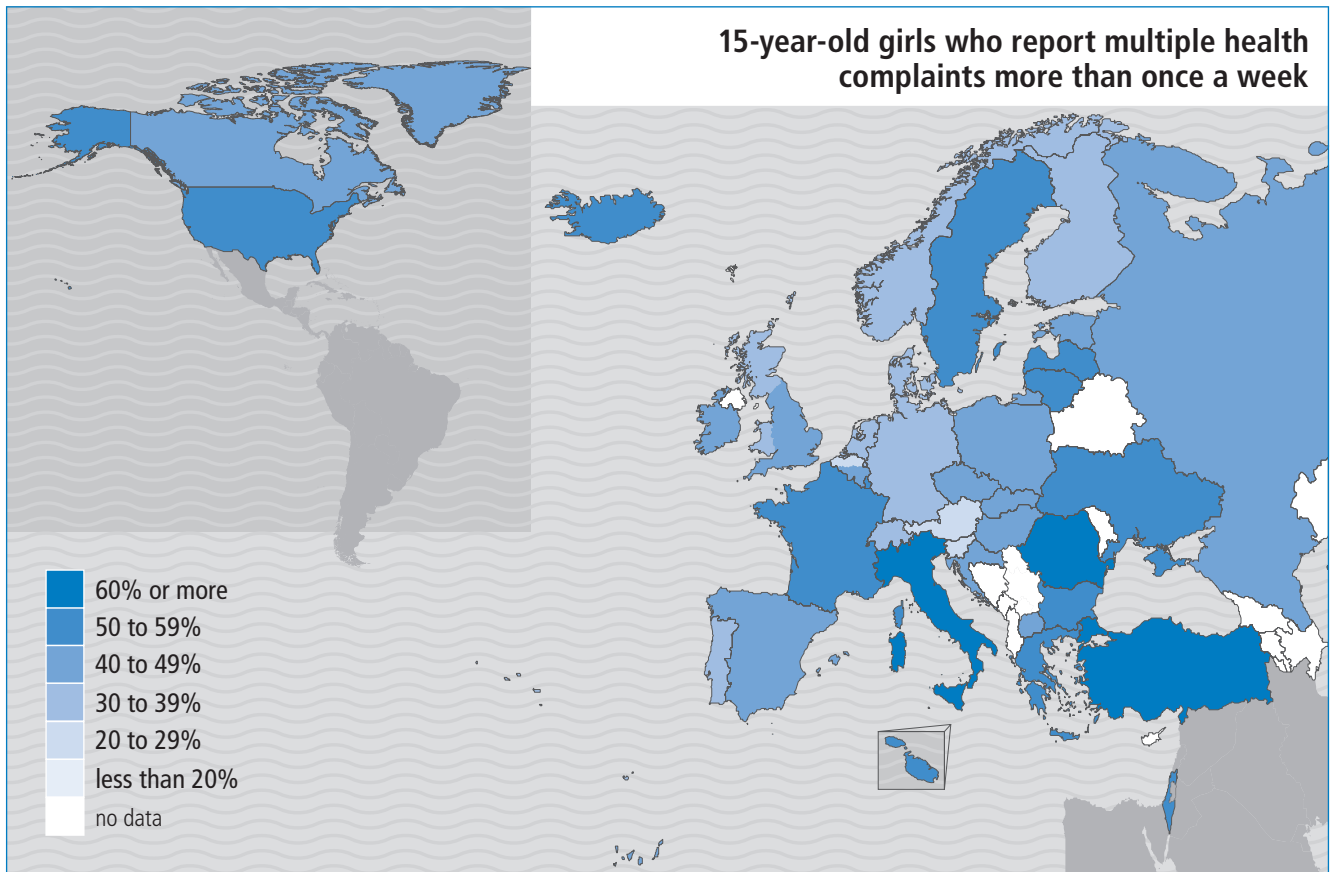 15-year-old girls who report multiple health
complaints more than once a week
60% or more
50 to 59%
40 to 49%
30 to 39%
20 to 29%
less than 20%
no data